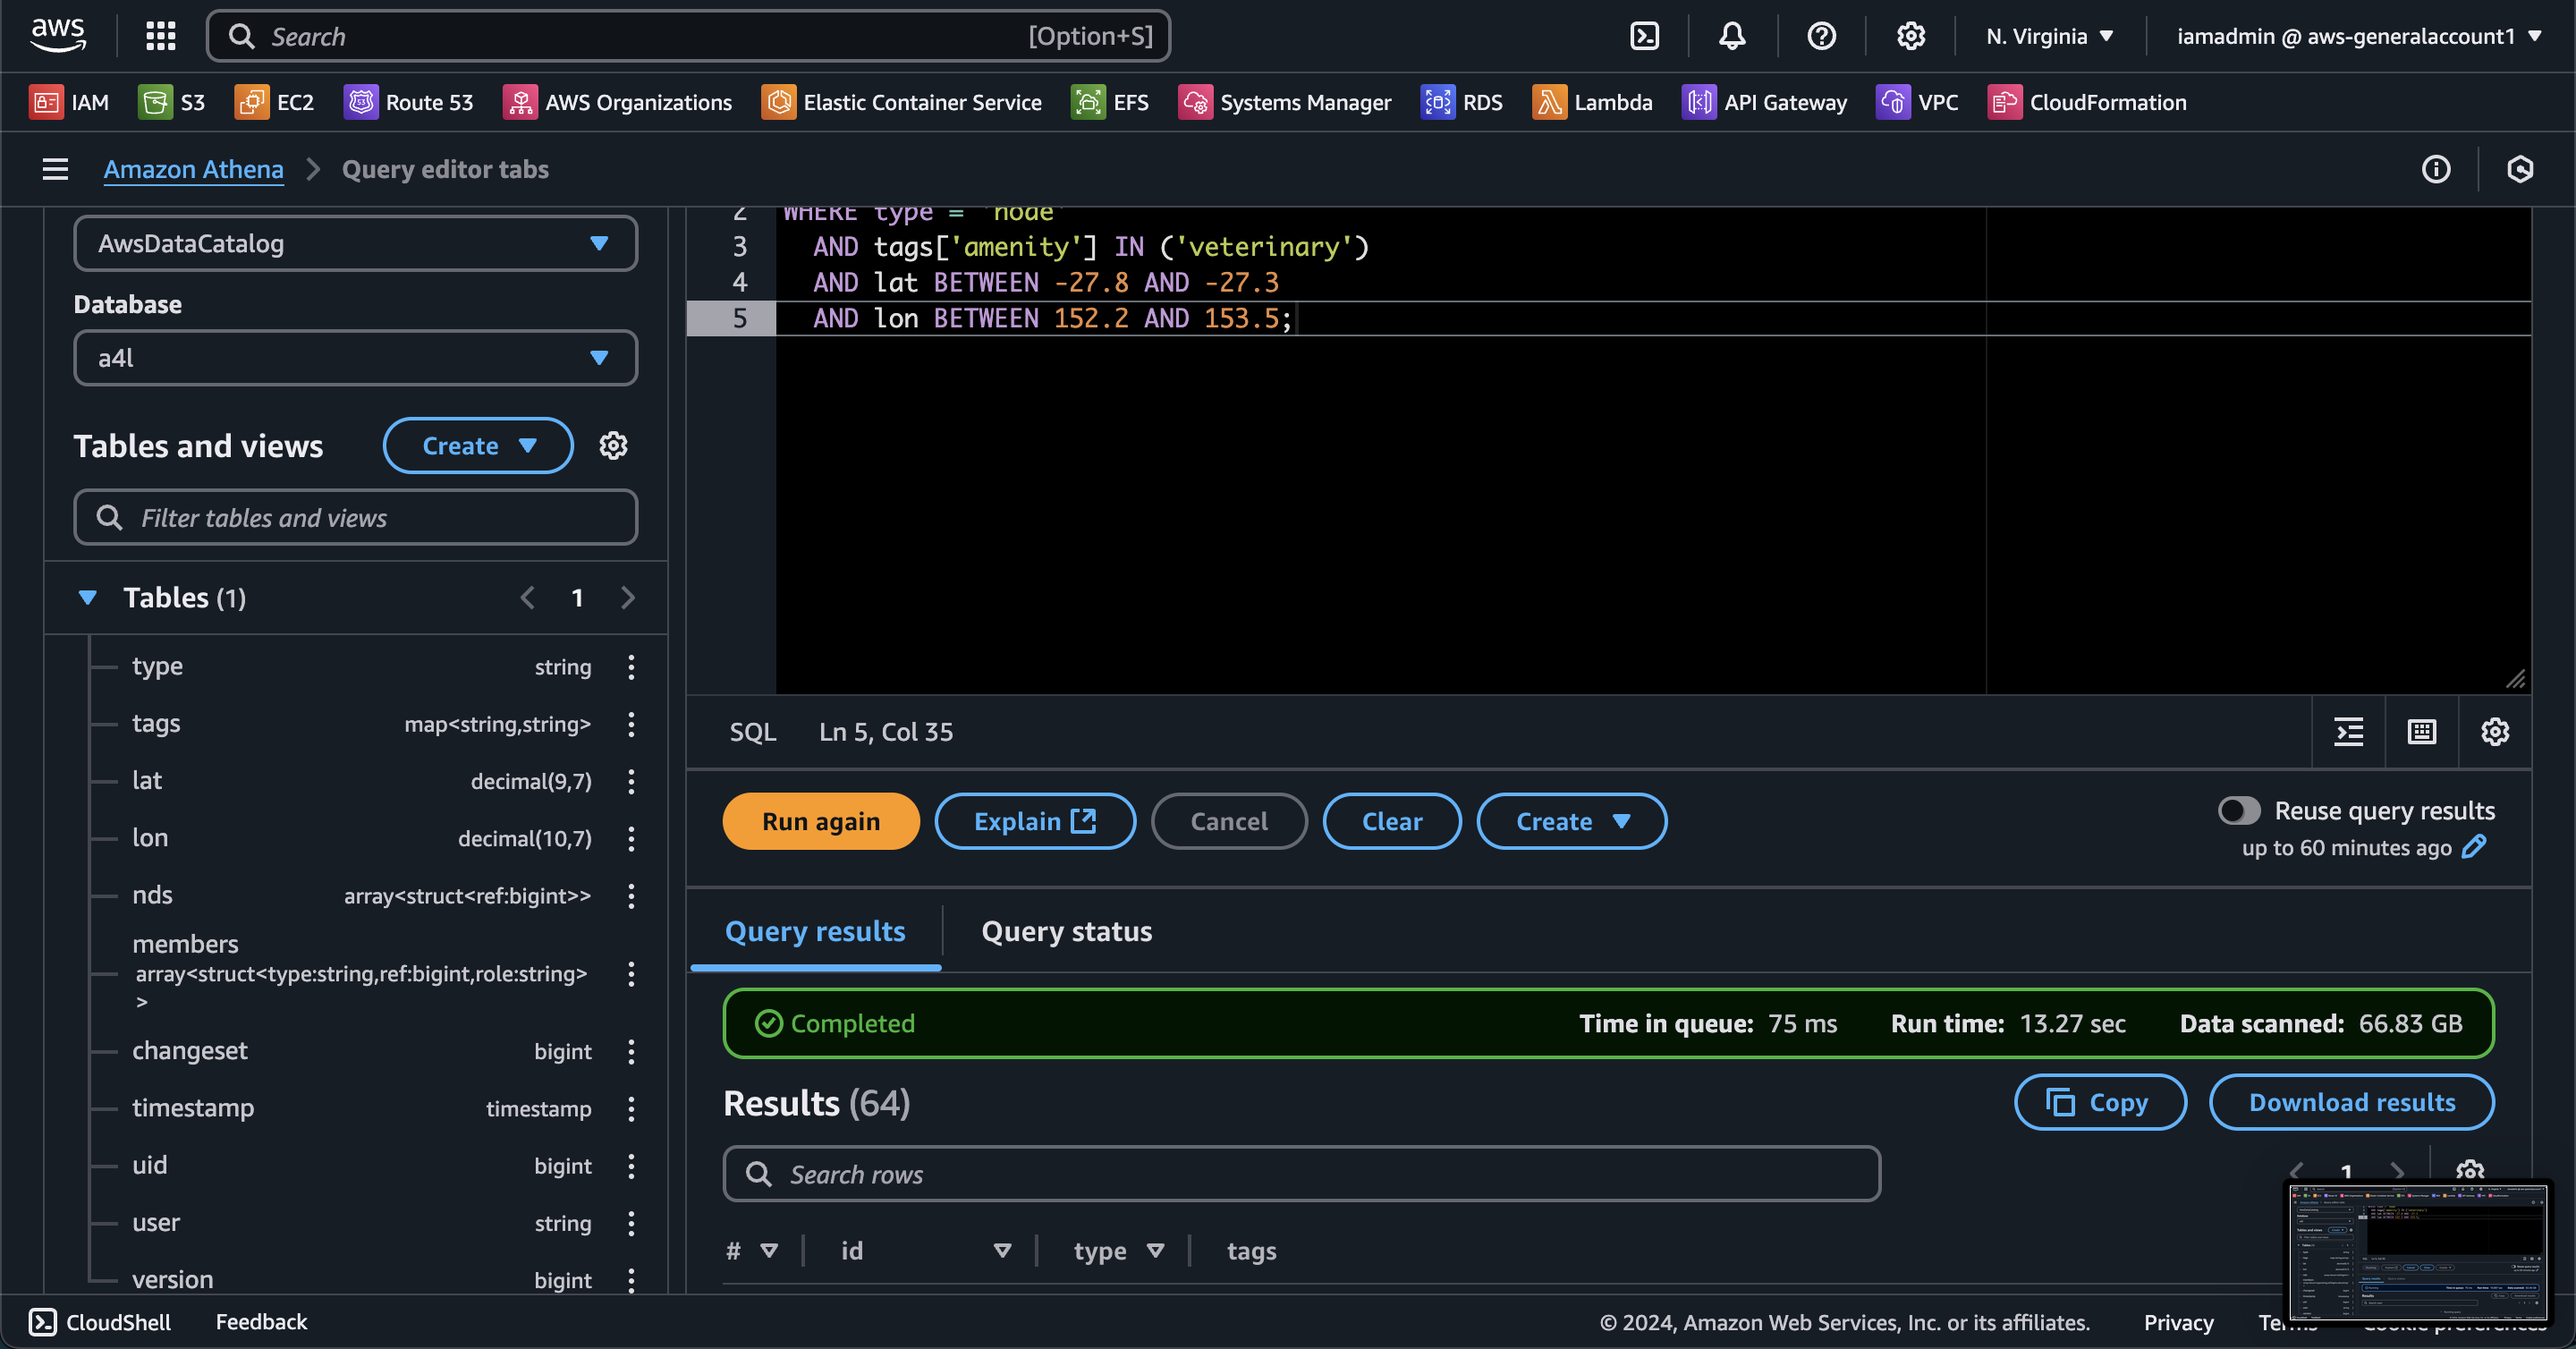 aws
Search
[Option+S]
N. Virginia
iamadmin @ aws-generalaccount1
IAM
S3
EC2
Route 53
AWS Organizations
Elastic Container Service
EFS
Systems Manager
RDS
Lambda
API Gateway
VPC
CloudFormation
Amazon Athena
Query editor tabs
AwsDataCatalog
Database
a4l
Tables and views
Create
Filter tables and views
Tables (1)
1
type string
tags map<string,string>
lat decimal(9,7)
lon decimal(10,7)
nds array<struct<ref:bigint>>
members
array<struct<type:string,ref:bigint,role:string>
>
changeset bigint
timestamp timestamp
uid bigint
user string
version bigint
2 WHERE type = 'node'
3 AND tags['amenity'] IN ('veterinary')
4 AND lat BETWEEN -27.8 AND -27.3
5 AND lon BETWEEN 152.2 AND 153.5;
SQL
Ln 5, Col 35
Run again
Explain
Cancel
Clear
Create
Reuse query results
up to 60 minutes ago
Query results
Query status
Completed
Time in queue: 75 ms
Run time: 13.27 sec
Data scanned: 66.83 GB
Results (64)
Copy
Download results
Search rows
1
#
id
type
tags
CloudShell
Feedback
© 2024, Amazon Web Services, Inc. or its affiliates.
Privacy
Terms
Cookie preferences